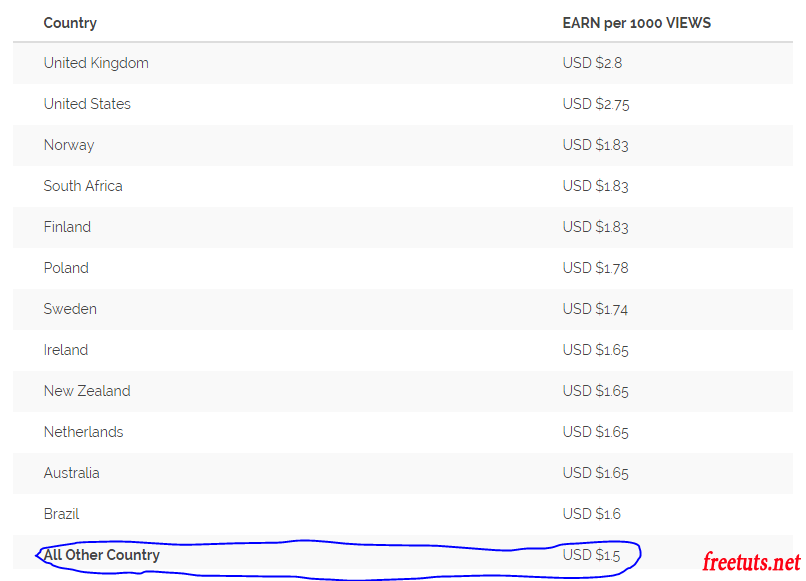 Country EARN per 1000 VIEWS
United Kingdom USD $2.8
United States USD $2.75
Norway USD $1.83
South Africa USD $1.83
Finland USD $1.83
Poland USD $1.78
Sweden USD $1.74
Ireland USD $1.65
New Zealand USD $1.65
Netherlands USD $1.65
Australia USD $1.65
Brazil USD $1.6
All Other Country USD $1.5
freetuts.net